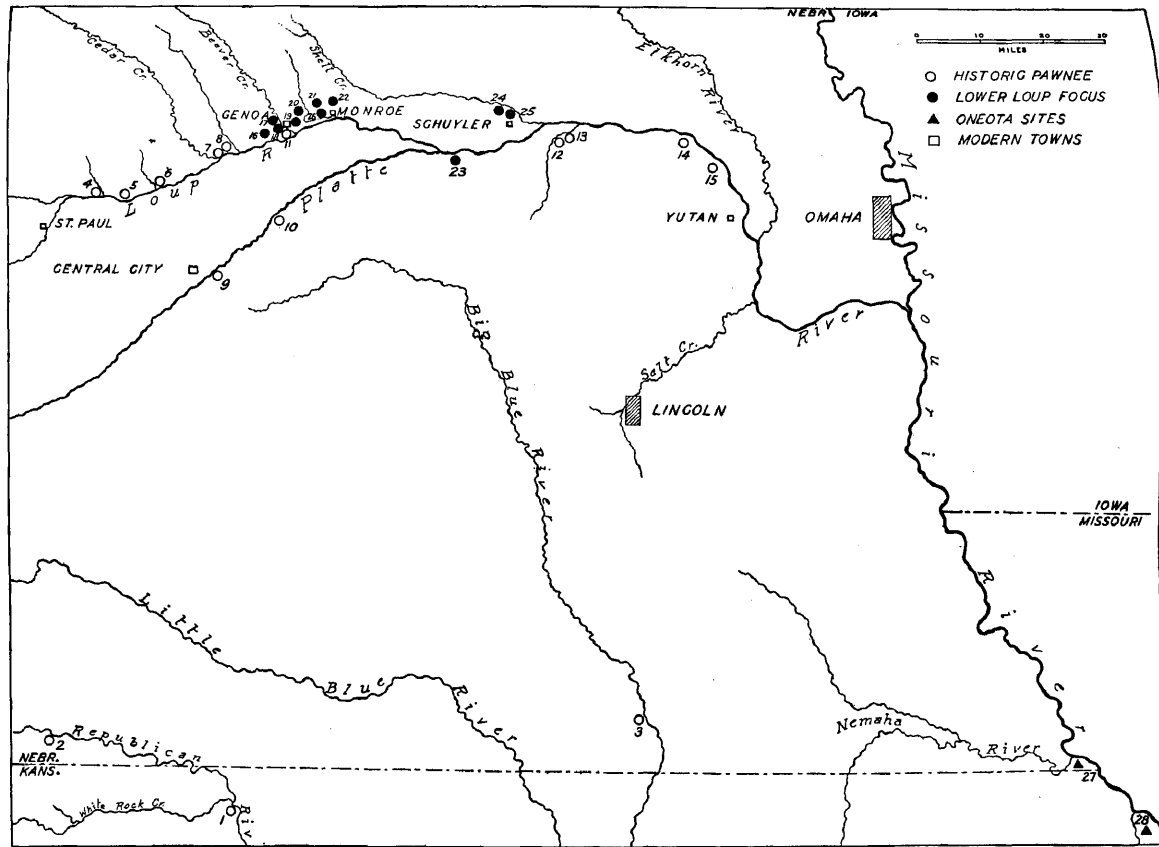 NEBR. IOWA
0 10 20 30
MILES
HISTORIC PAWNEE
LOWER LOUP FOCUS
ONEOTA SITES
MODERN TOWNS
Cedar Cr.
Beaver Cr.
Shell Cr.
Elkhorn River
GENOA
MONROE
SCHUYLER
20
21
22
24
25
17
19
16
18
11
8
7
12
13
14
15
23
4
5
6
Loup R.
Platte
ST. PAUL
10
CENTRAL CITY
9
YUTAN
OMAHA
Missouri River
River
Salt Cr.
LINCOLN
Big Blue River
IOWA
MISSOURI
Little Blue River
Republican Riv
2
NEBR.
KANS.
White Rock Cr.
1
3
Nemaha River
27
28